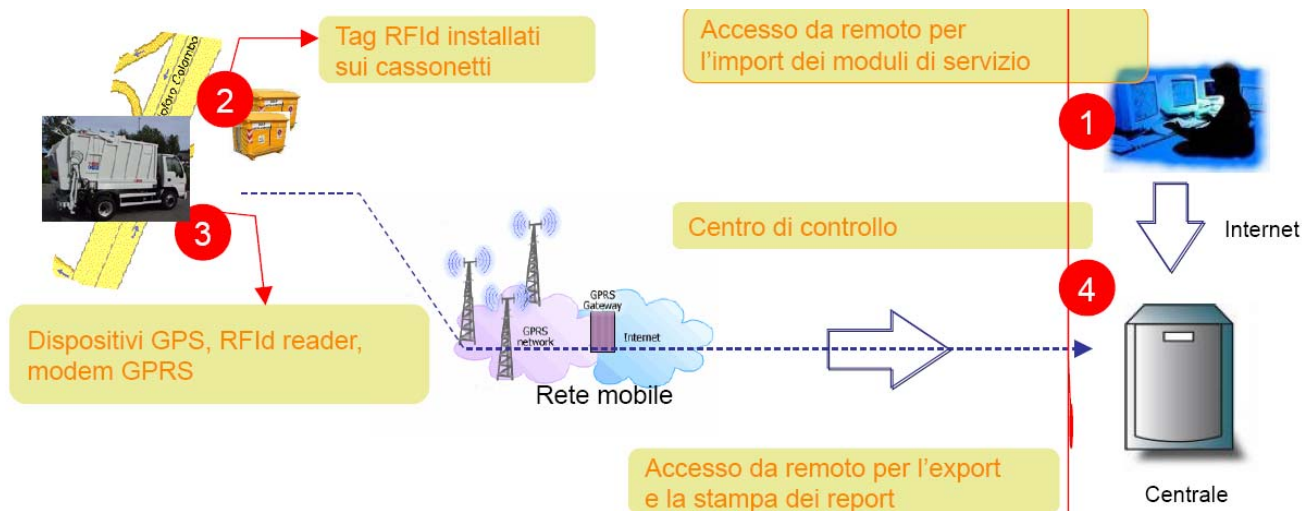 Tag RFId installati
sui cassonetti
Accesso da remoto per
l'import dei moduli di servizio
Colombo
2
1
3
Centro di controllo
Internet
4
Dispositivi GPS, RFId reader,
modem GPRS
GPRS
Gateway
GPRS
network
Internet
Rete mobile
Accesso da remoto per l'export
e la stampa dei report
Centrale